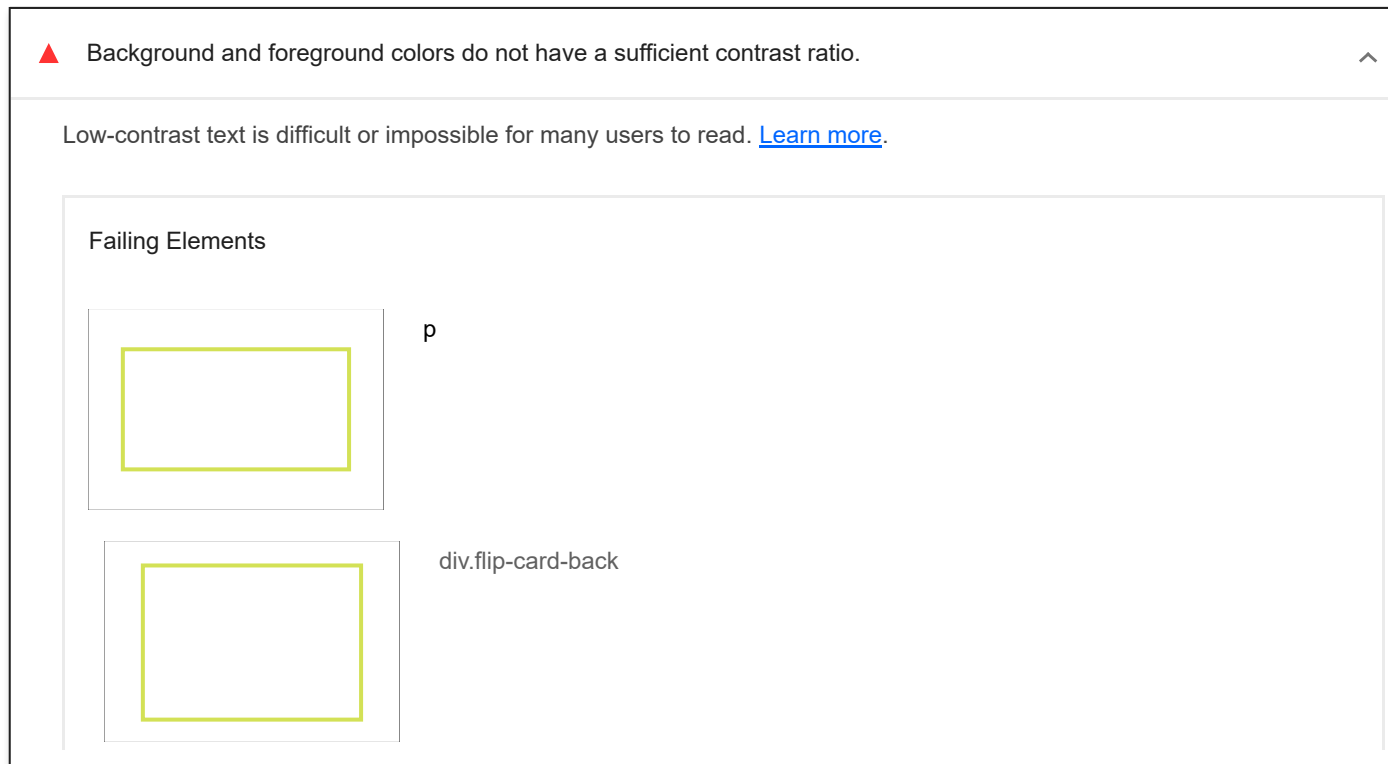 Background and foreground colors do not have a sufficient contrast ratio.
Low-contrast text is difficult or impossible for many users to read. Learn more.
Failing Elements
p
div.flip-card-back